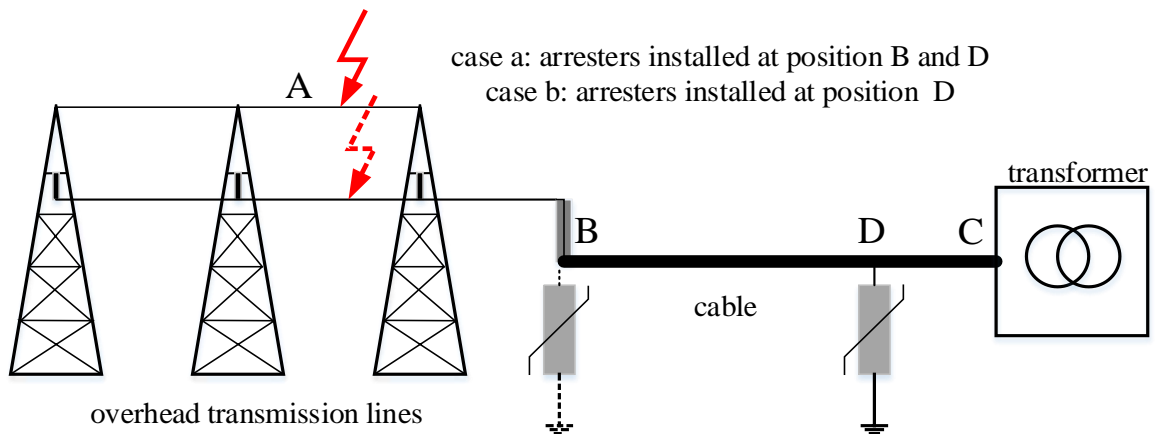 case a: arresters installed at position B and D
case b: arresters installed at position D
A
transformer
B
D
C
cable
overhead transmission lines